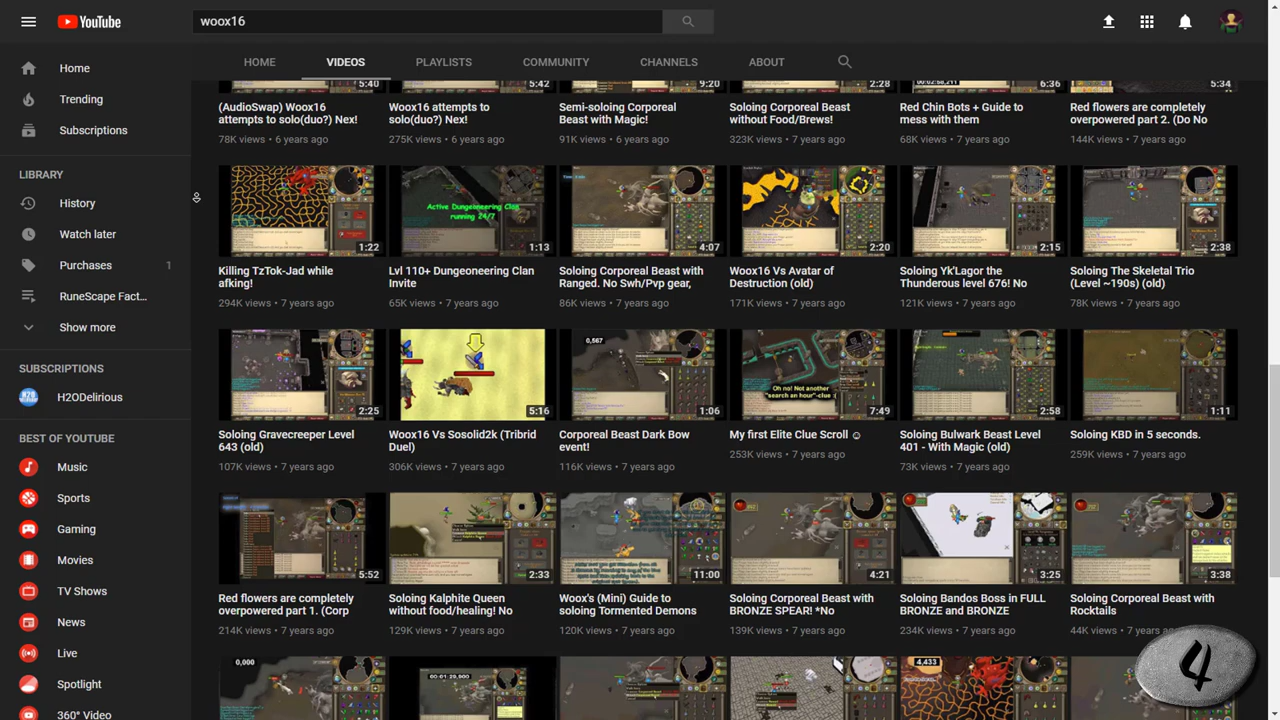 YouTube
woox16
HOME
VIDEOS
PLAYLISTS
COMMUNITY
CHANNELS
ABOUT
Home
Trending
Subscriptions
LIBRARY
History
Watch later
Purchases 1
RuneScape Fact...
Show more
SUBSCRIPTIONS
H2ODelirious
BEST OF YOUTUBE
Music
Sports
Gaming
Movies
TV Shows
News
Live
Spotlight
360° Video
5:40
5:42
9:20
2:28
6:36
5:34
(AudioSwap) Woox16
attempts to solo(duo?) Nex!
78K views • 6 years ago
Woox16 attempts to
solo(duo?) Nex!
275K views • 6 years ago
Semi-soloing Corporeal
Beast with Magic!
91K views • 6 years ago
Soloing Corporeal Beast
without Food/Brews!
323K views • 7 years ago
Red Chin Bots + Guide to
mess with them
68K views • 7 years ago
Red flowers are completely
overpowered part 2. (Do No
144K views • 7 years ago
1:22
Active Dungeoneering Clan
running 24/7
1:13
4:07
2:20
2:15
2:38
Killing TzTok-Jad while
afking!
294K views • 7 years ago
Lvl 110+ Dungeoneering Clan
Invite
65K views • 7 years ago
Soloing Corporeal Beast with
Ranged. No Swh/Pvp gear,
86K views • 7 years ago
Woox16 Vs Avatar of
Destruction (old)
171K views • 7 years ago
Soloing Yk'Lagor the
Thunderous level 676! No
121K views • 7 years ago
Soloing The Skeletal Trio
(Level ~190s) (old)
78K views • 7 years ago
2:25
5:16
0,567
1:06
Oh no! Not another
"search an hour"-clue :(
7:49
2:58
1:11
Soloing Gravecreeper Level
643 (old)
107K views • 7 years ago
Woox16 Vs Sosolid2k (Tribrid
Duel)
306K views • 7 years ago
Corporeal Beast Dark Bow
event!
116K views • 7 years ago
My first Elite Clue Scroll ☺
253K views • 7 years ago
Soloing Bulwark Beast Level
401 - With Magic (old)
73K views • 7 years ago
Soloing KBD in 5 seconds.
259K views • 7 years ago
5:52
2:33
11:00
4:21
3:25
3:38
Red flowers are completely
overpowered part 1. (Corp
214K views • 7 years ago
Soloing Kalphite Queen
without food/healing! No
129K views • 7 years ago
Woox's (Mini) Guide to
soloing Tormented Demons
120K views • 7 years ago
Soloing Corporeal Beast with
BRONZE SPEAR! *No
139K views • 7 years ago
Soloing Bandos Boss in FULL
BRONZE and BRONZE
234K views • 7 years ago
Soloing Corporeal Beast with
Rocktails
44K views • 7 years ago
0,000
4,433
4